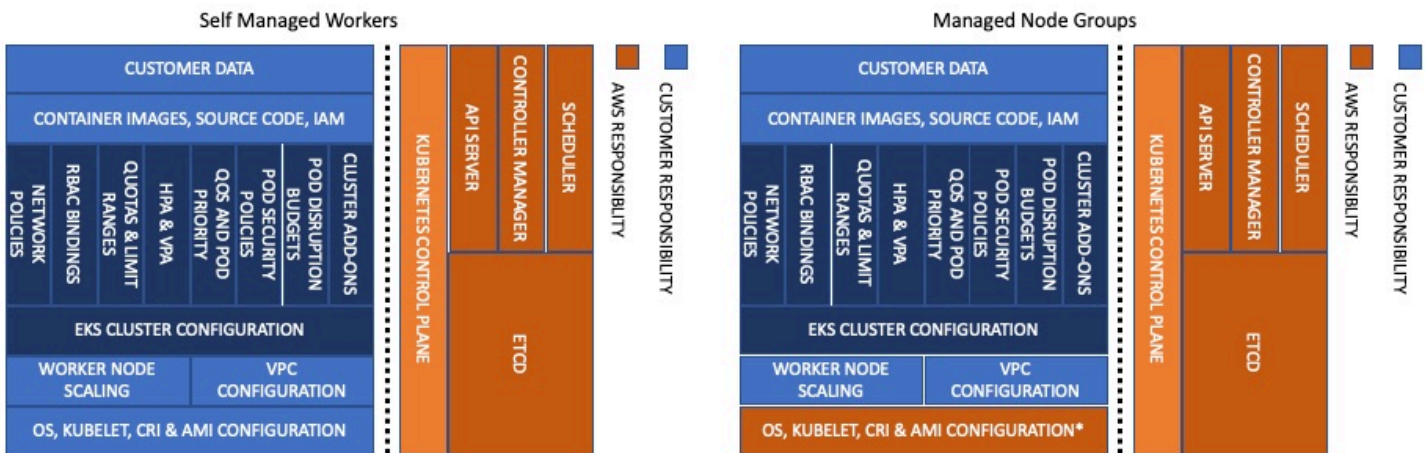 Self Managed Workers
CUSTOMER DATA
CONTAINER IMAGES, SOURCE CODE, IAM
NETWORK
POLICIES
RBAC BINDINGS
QUOTAS & LIMIT
RANGES
HPA & VPA
QOS AND POD
PRIORITY
POD SECURITY
POLICIES
POD DISRUPTION
BUDGETS
CLUSTER ADD-ONS
EKS CLUSTER CONFIGURATION
WORKER NODE
SCALING
VPC
CONFIGURATION
OS, KUBELET, CRI & AMI CONFIGURATION
KUBERNETES CONTROL PLANE
API SERVER
CONTROLLER MANAGER
SCHEDULER
ETCD
AWS RESPONSIBLITY
CUSTOMER RESPONSIBILITY
Managed Node Groups
CUSTOMER DATA
CONTAINER IMAGES, SOURCE CODE, IAM
NETWORK
POLICIES
RBAC BINDINGS
QUOTAS & LIMIT
RANGES
HPA & VPA
QOS AND POD
PRIORITY
POD SECURITY
POLICIES
POD DISRUPTION
BUDGETS
CLUSTER ADD-ONS
EKS CLUSTER CONFIGURATION
WORKER NODE
SCALING
VPC
CONFIGURATION
OS, KUBELET, CRI & AMI CONFIGURATION*
KUBERNETES CONTROL PLANE
API SERVER
CONTROLLER MANAGER
SCHEDULER
ETCD
AWS RESPONSIBLITY
CUSTOMER RESPONSIBILITY